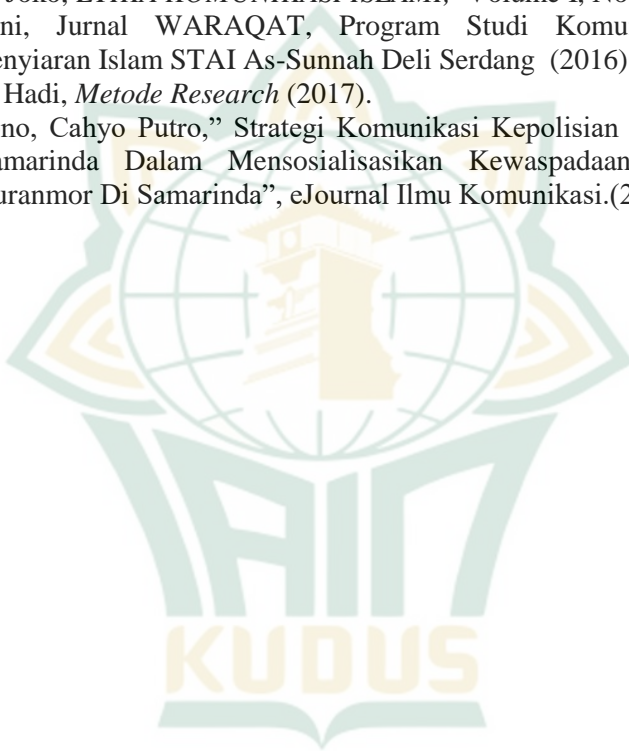 Joko, ETIKA KOMUNIKASI ISLAMI,” Volume I, No
ni, Jurnal WARAQAT, Program Studi Komu
enyiaran Islam STAI As-Sunnah Deli Serdang (2016)
Hadi, Metode Research (2017).
no, Cahyo Putro,” Strategi Komunikasi Kepolisian
amarinda Dalam Mensosialisasikan Kewaspadaan
uranmor Di Samarinda”, eJournal Ilmu Komunikasi.(2
IAIN
KUDUS